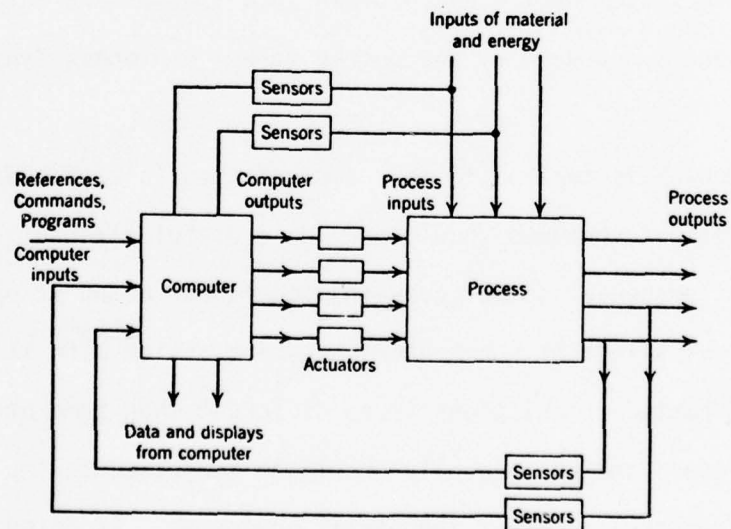 Inputs of material
and energy
Sensors
Sensors
References,
Commands,
Programs
Computer
outputs
Process
inputs
Process
outputs
Computer
inputs
Computer
Process
Actuators
Data and displays
from computer
Sensors
Sensors